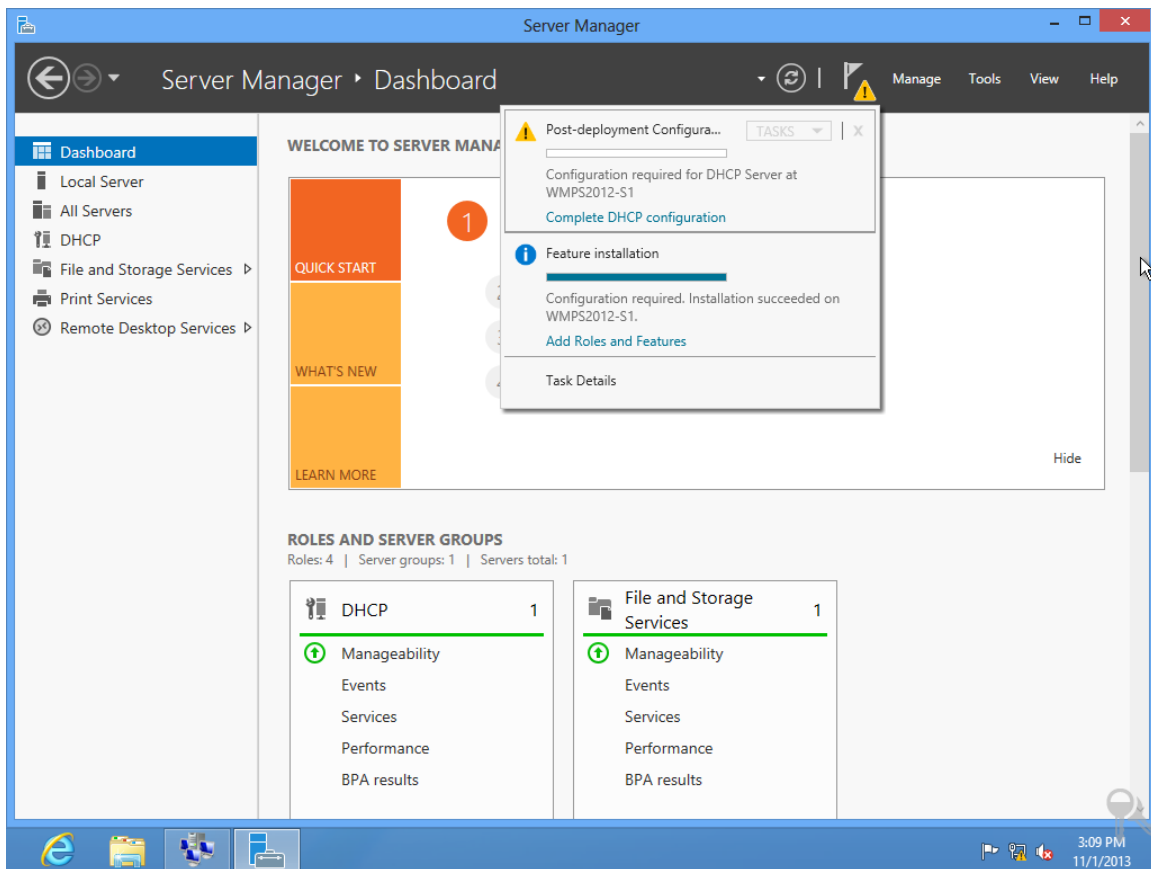 Server Manager
Server Manager • Dashboard
Manage Tools View Help
Dashboard
Local Server
All Servers
DHCP
File and Storage Services
Print Services
Remote Desktop Services
WELCOME TO SERVER MANA
QUICK START
WHAT'S NEW
LEARN MORE
1
Hide
Post-deployment Configura... TASKS X
Configuration required for DHCP Server at
WMPS2012-S1
Complete DHCP configuration
Feature installation
Configuration required. Installation succeeded on
WMPS2012-S1.
Add Roles and Features
Task Details
ROLES AND SERVER GROUPS
Roles: 4 | Server groups: 1 | Servers total: 1
DHCP 1
Manageability
Events
Services
Performance
BPA results
File and Storage
Services 1
Manageability
Events
Services
Performance
BPA results
3:09 PM
11/1/2013